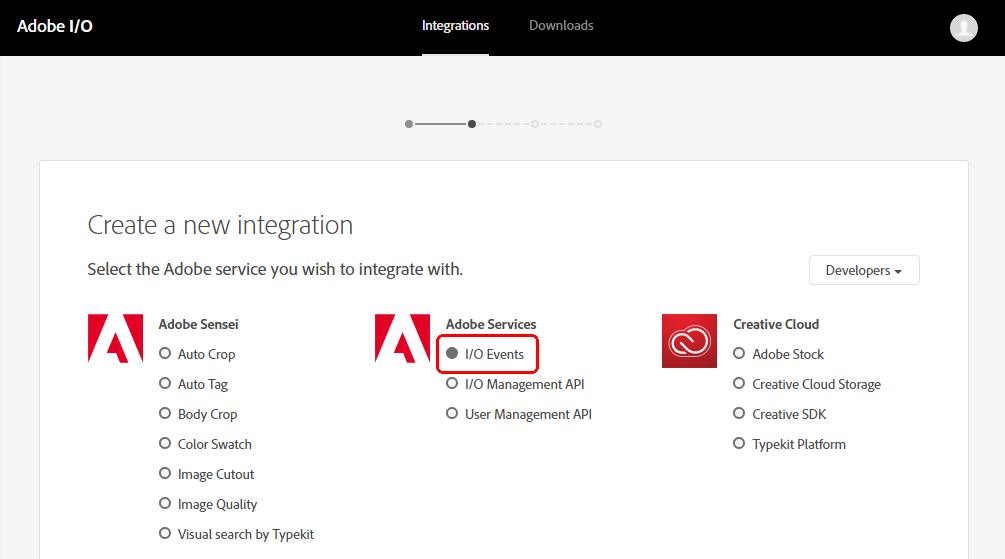 Adobe I/O
Integrations
Downloads
Create a new integration
Select the Adobe service you wish to integrate with.
Developers
Adobe Sensei
Auto Crop
Auto Tag
Body Crop
Color Swatch
Image Cutout
Image Quality
Visual search by Typekit
Adobe Services
I/O Events
I/O Management API
User Management API
Creative Cloud
Adobe Stock
Creative Cloud Storage
Creative SDK
Typekit Platform